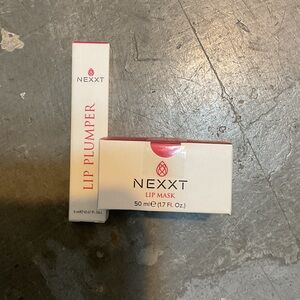 NEXXT
LIP PLUMPER
NEXXT
LIP MASK
50 ml℮ (1.7 Fl. Oz.)